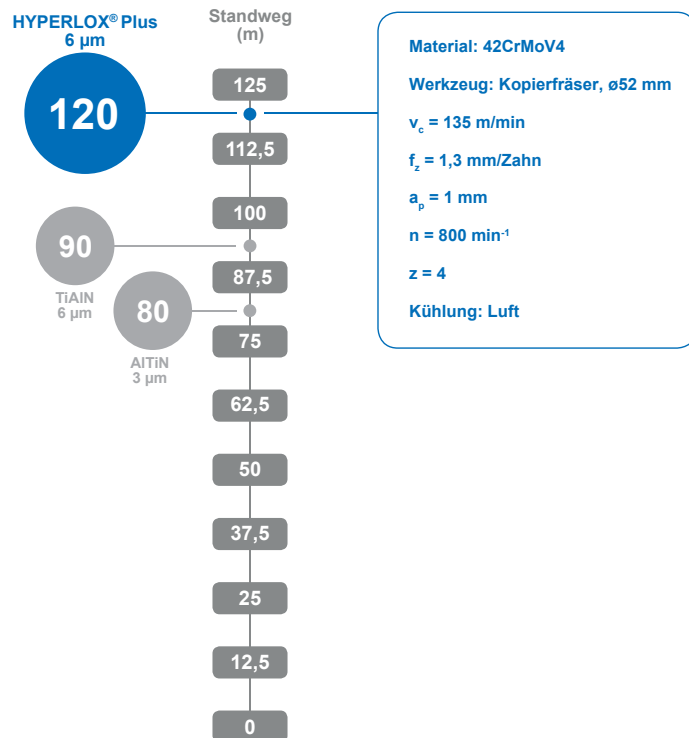 HYPERLOX® Plus
6 µm
120
Standweg
(m)
125
112,5
100
87,5
75
62,5
50
37,5
25
12,5
0
90
TiAlN
6 µm
80
AlTiN
3 µm
Material: 42CrMoV4
Werkzeug: Kopierfräser, ø52 mm
vc = 135 m/min
fz = 1,3 mm/Zahn
ap = 1 mm
n = 800 min-1
z = 4
Kühlung: Luft